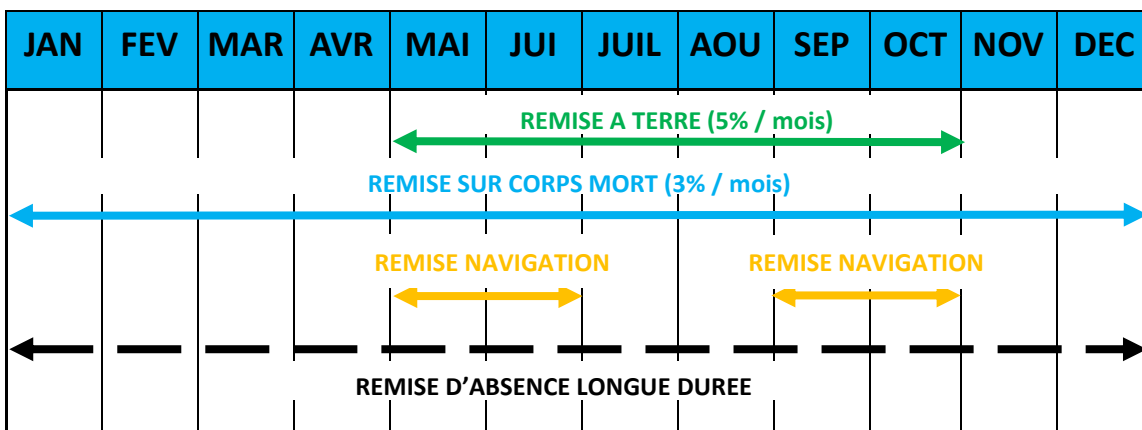 JAN FEV MAR AVR MAI JUI JUIL AOU SEP OCT NOV DEC
REMISE A TERRE (5% / mois)
REMISE SUR CORPS MORT (3% / mois)
REMISE NAVIGATION REMISE NAVIGATION
REMISE D’ABSENCE LONGUE DUREE